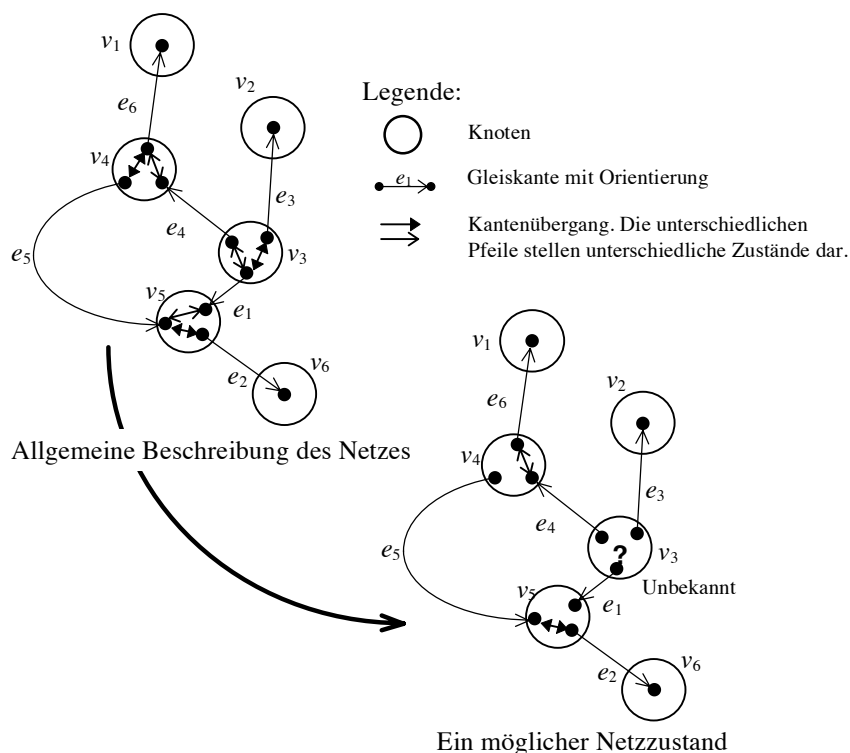 v1
v2
e6
v4
e3
e4
v3
e5
v5
e1
e2
v6
Allgemeine Beschreibung des Netzes
Legende:
Knoten
e1
Gleiskante mit Orientierung
Kantenübergang. Die unterschiedlichen
Pfeile stellen unterschiedliche Zustände dar.
v1
v2
e6
v4
e3
e4
?
v3
e5
Unbekannt
v5
e1
e2
v6
Ein möglicher Netzzustand